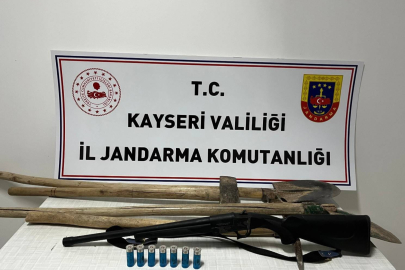 T.C.
KAYSERİ VALİLİĞİ
İL JANDARMA KOMUTANLIĞI